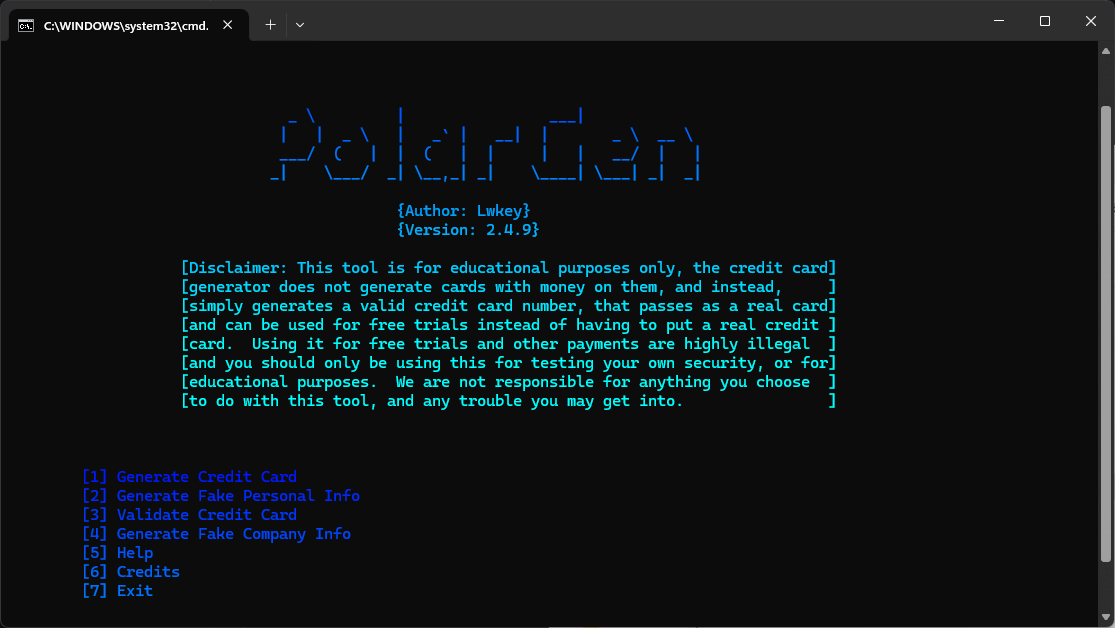 C:\WINDOWS\system32\cmd.
PolarGen
{Author: Lwkey}
{Version: 2.4.9}
[Disclaimer: This tool is for educational purposes only, the credit card]
[generator does not generate cards with money on them, and instead, ]
[simply generates a valid credit card number, that passes as a real card]
[and can be used for free trials instead of having to put a real credit ]
[card. Using it for free trials and other payments are highly illegal ]
[and you should only be using this for testing your own security, or for]
[educational purposes. We are not responsible for anything you choose ]
[to do with this tool, and any trouble you may get into. ]
[1] Generate Credit Card
[2] Generate Fake Personal Info
[3] Validate Credit Card
[4] Generate Fake Company Info
[5] Help
[6] Credits
[7] Exit